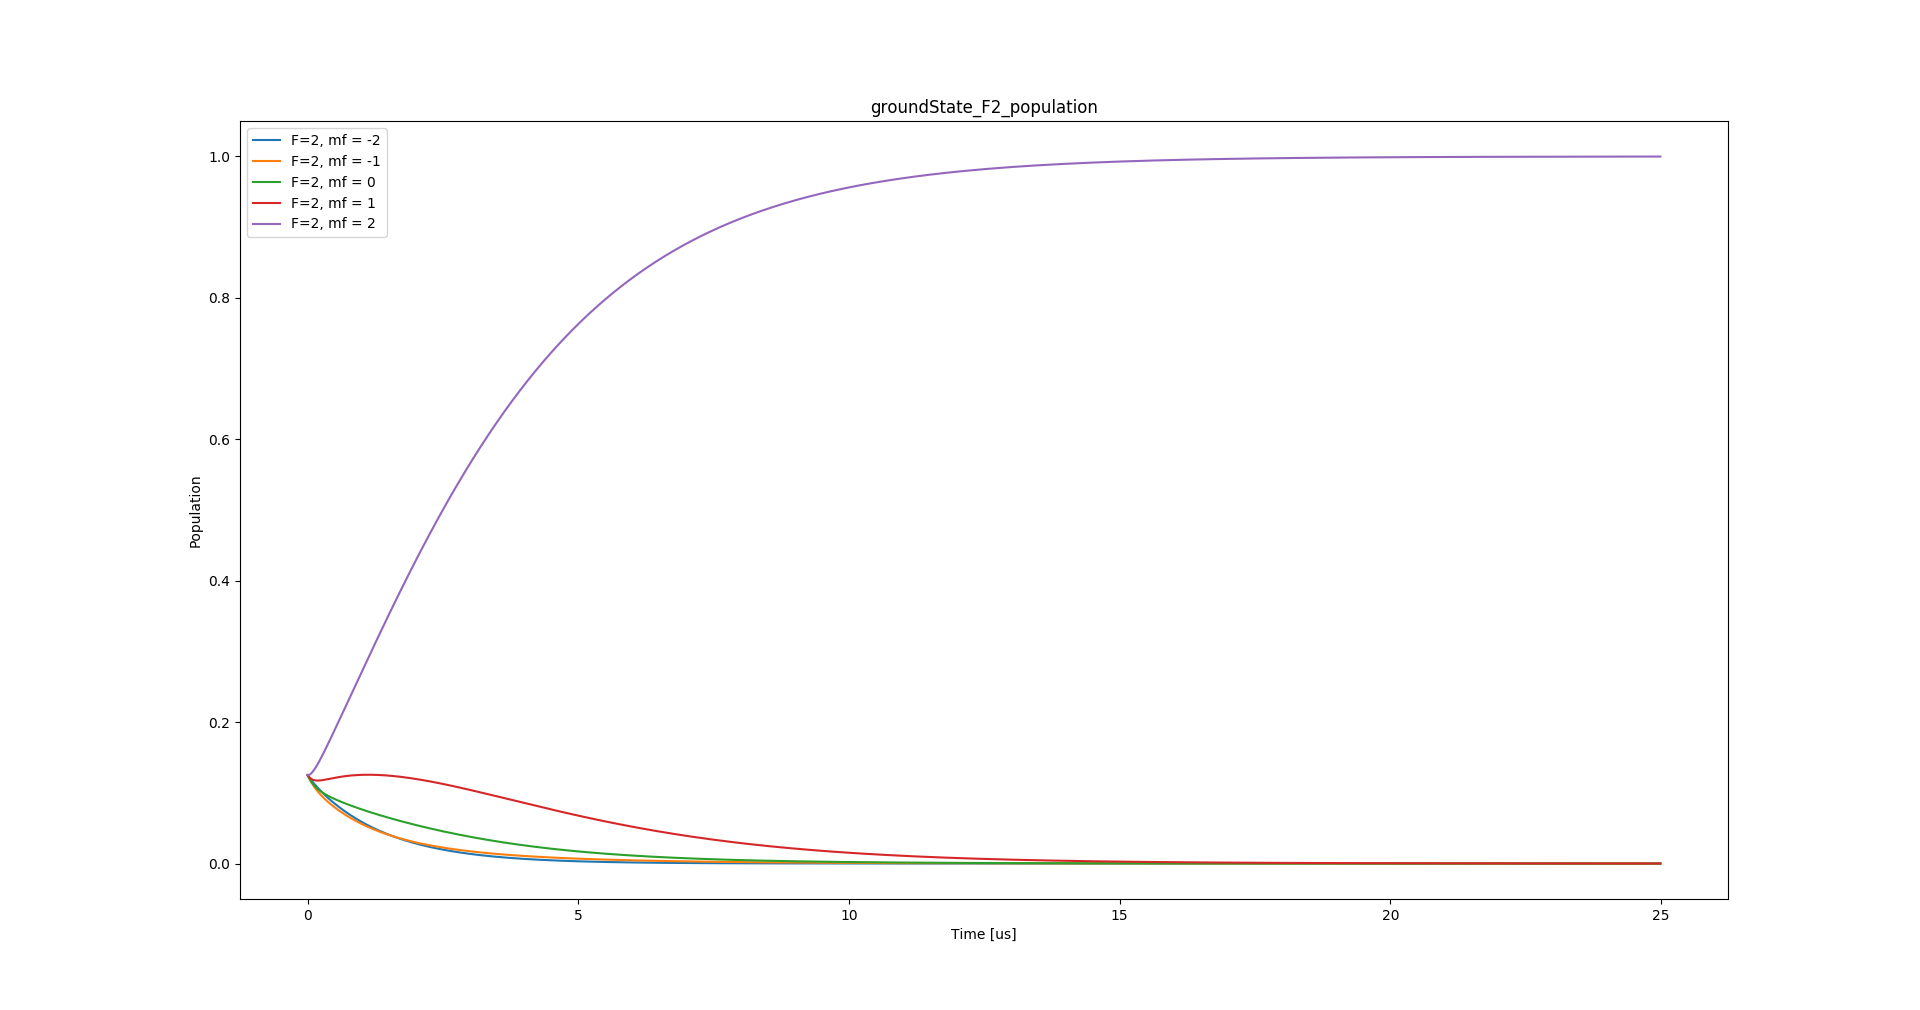 groundState_F2_population
F=2, mf = -2
F=2, mf = -1
F=2, mf = 0
F=2, mf = 1
F=2, mf = 2
1.0
0.8
0.6
0.4
0.2
0.0
Population
0 5 10 15 20 25
Time [us]